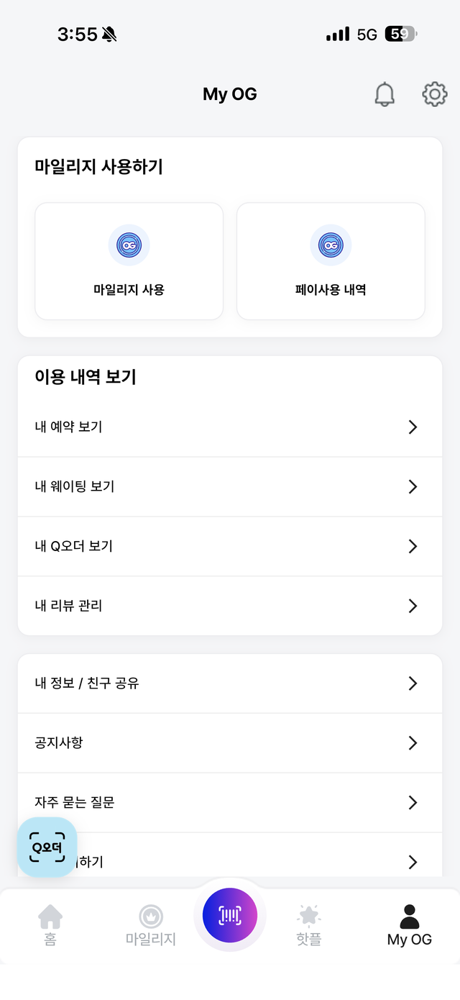 3:55
5G
59
My OG
마일리지 사용하기
OG
OG
마일리지 사용
페이사용 내역
이용 내역 보기
내 예약 보기
내 웨이팅 보기
내 Q오더 보기
내 리뷰 관리
내 정보 / 친구 공유
공지사항
자주 묻는 질문
Q오더
하기
홈
마일리지
핫플
My OG